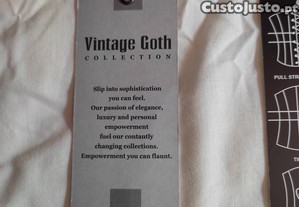 Custojusto.pt
Vintage Goth
COLLECTION
Slip into sophistication
you can feel.
Our passion of elegance,
luxury and personal
empowerment
fuel our contantly
changing collections.
Empowerment you can flaunt.
PULL STR